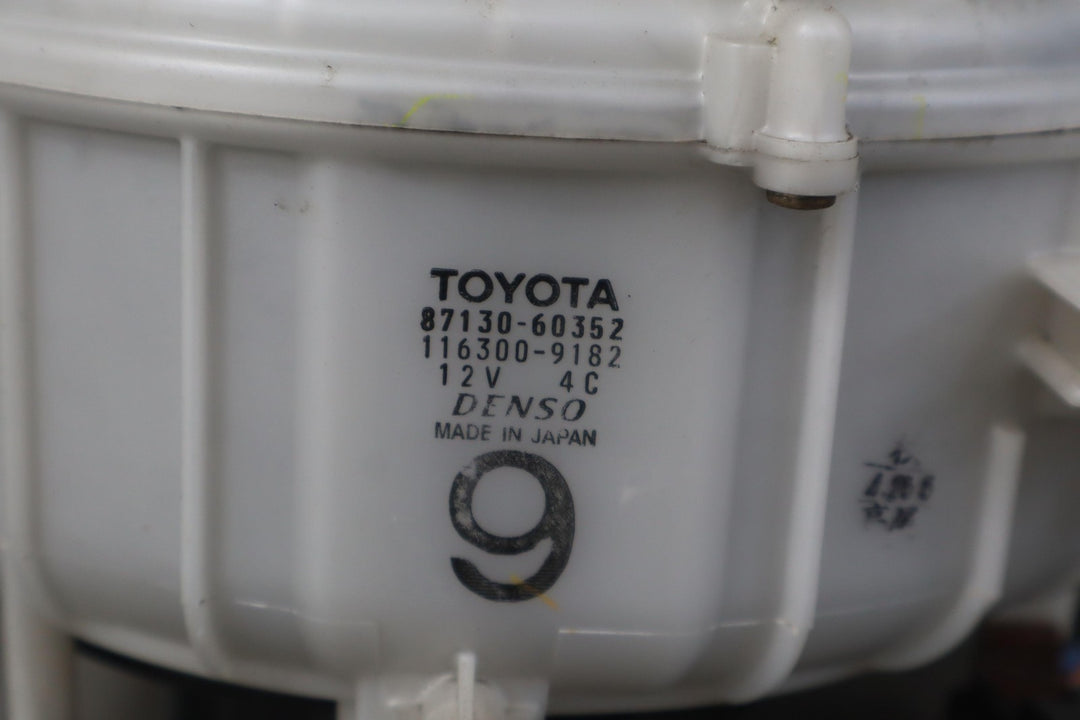 TOYOTA
87130-60352
116300-9182
12V 4C
DENSO
MADE IN JAPAN
9